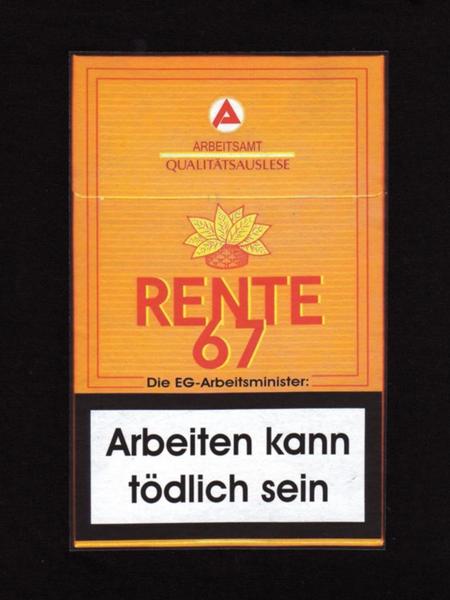 ARBEITSAMT
QUALITÄTSAUSLESE
RENTE
67
Die EG-Arbeitsminister:
Arbeiten kann
tödlich sein